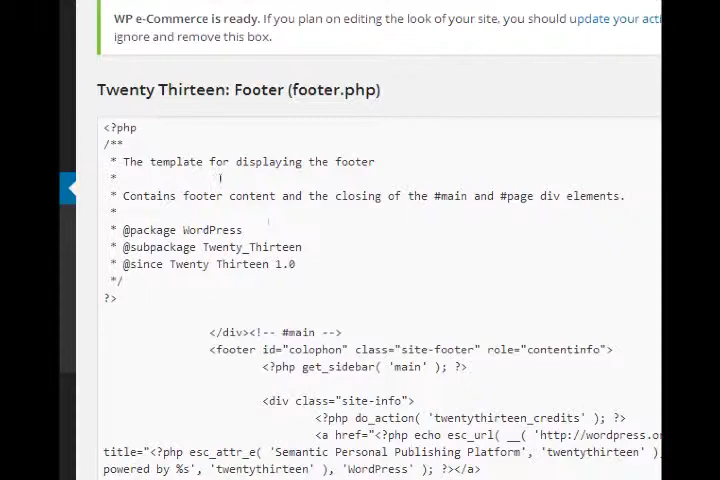 WP e-Commerce is ready. If you plan on editing the look of your site, you should update your acti
ignore and remove this box.
Twenty Thirteen: Footer (footer.php)
<?php
/**
 * The template for displaying the footer
 *
 * Contains footer content and the closing of the #main and #page div elements.
 *
 * @package WordPress
 * @subpackage Twenty_Thirteen
 * @since Twenty Thirteen 1.0
 */
?>
</div><!-- #main -->
<footer id="colophon" class="site-footer" role="contentinfo">
<?php get_sidebar( 'main' ); ?>
<div class="site-info">
<?php do_action( 'twentythirteen_credits' ); ?>
<a href="<?php echo esc_url( __( 'http://wordpress.or
title="<?php esc_attr_e( 'Semantic Personal Publishing Platform', 'twentythirteen' );
powered by %s', 'twentythirteen' ), 'WordPress' ); ?></a>